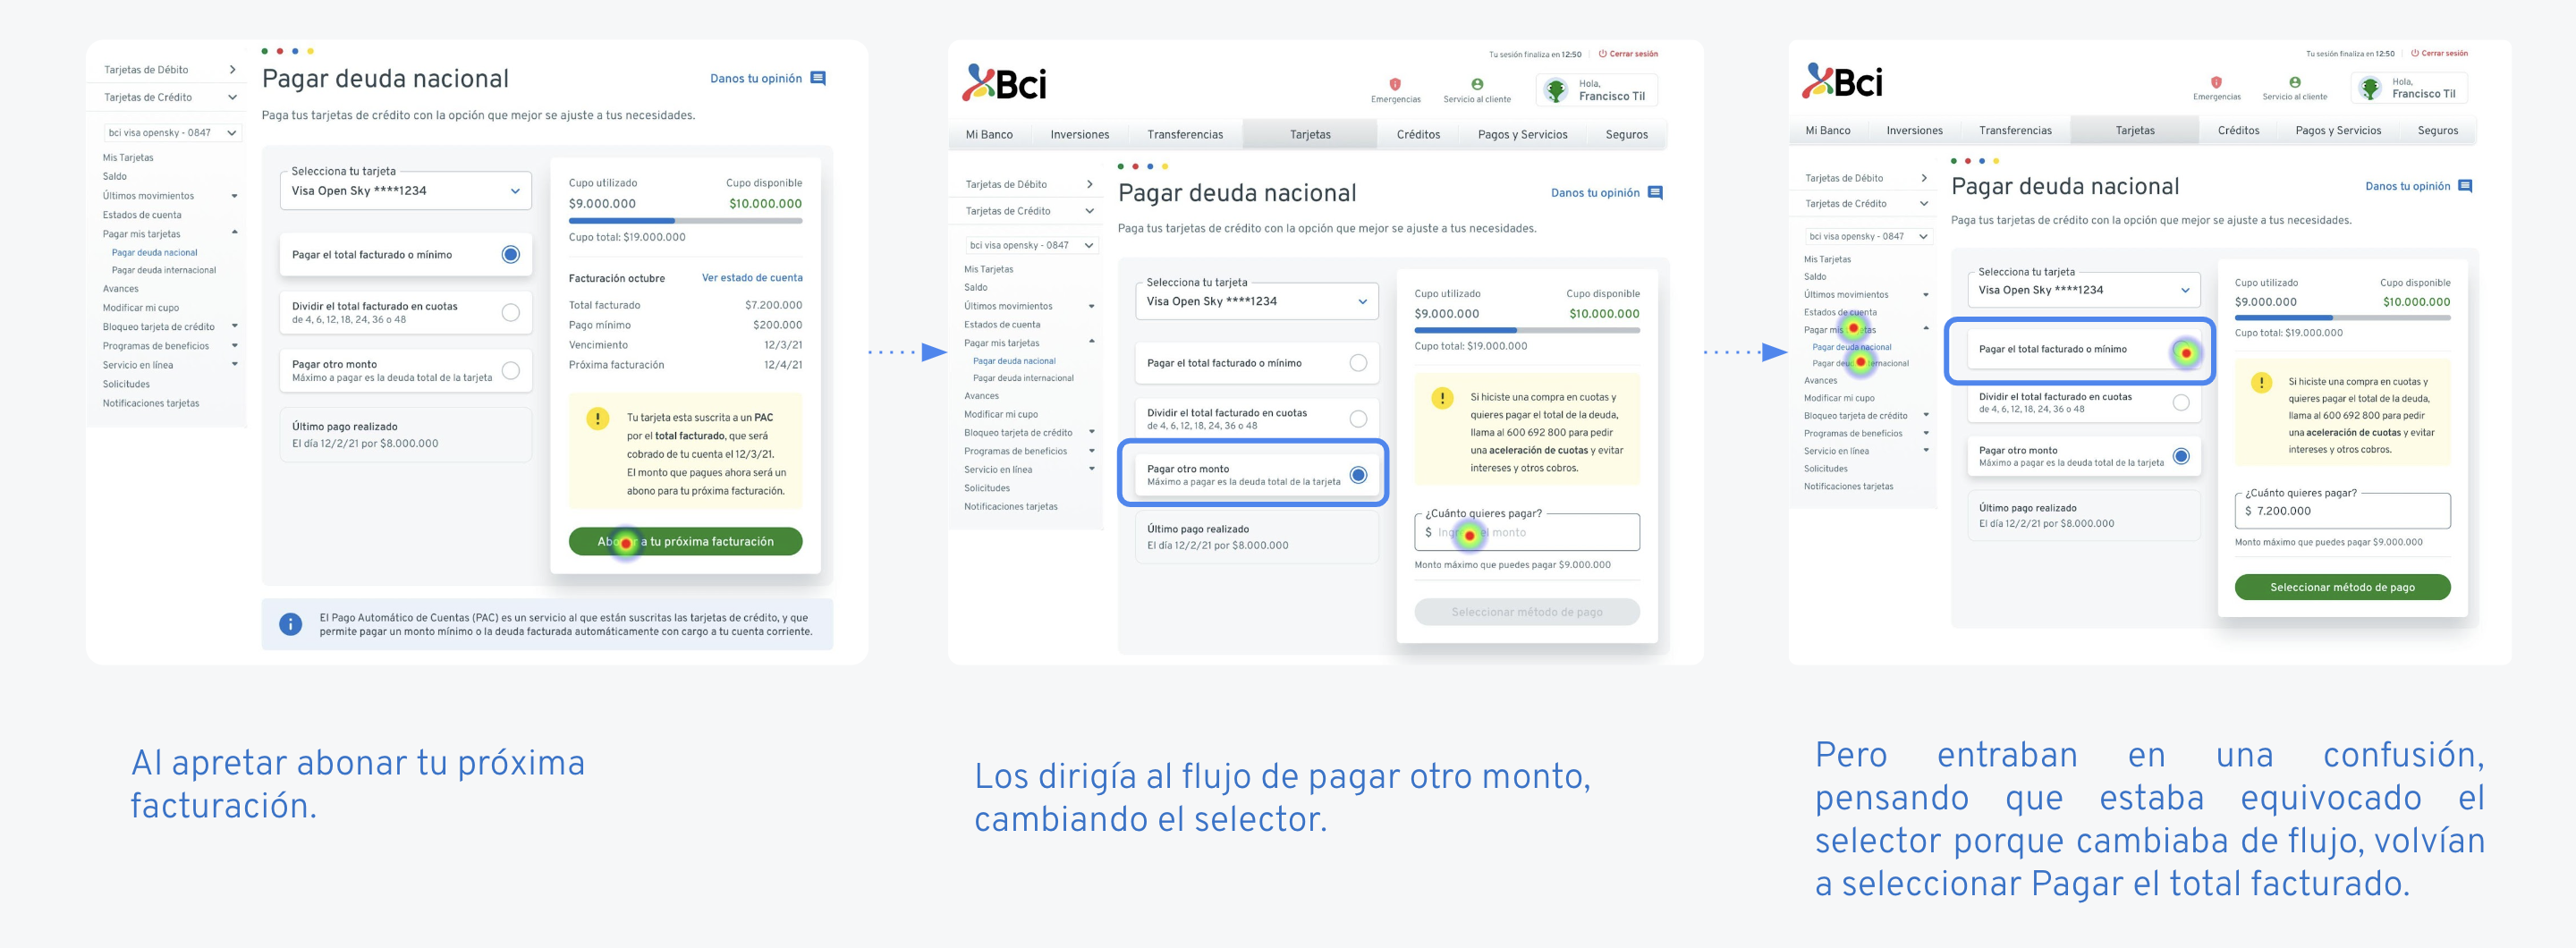 Tarjetas de Débito
Tarjetas de Crédito
bci visa opensky - 0847
Mis Tarjetas
Saldo
Últimos movimientos
Estados de cuenta
Pagar mis tarjetas
Pagar deuda nacional
Pagar deuda internacional
Avances
Modificar mi cupo
Bloqueo tarjeta de crédito
Programas de beneficios
Servicio en línea
Solicitudes
Notificaciones tarjetas
Pagar deuda nacional
Danos tu opinión
Paga tus tarjetas de crédito con la opción que mejor se ajuste a tus necesidades.
Selecciona tu tarjeta
Visa Open Sky ****1234
Pagar el total facturado o mínimo
Dividir el total facturado en cuotas
de 4, 6, 12, 18, 24, 36 o 48
Pagar otro monto
Máximo a pagar es la deuda total de la tarjeta
Último pago realizado
El día 12/2/21 por $8.000.000
Cupo utilizado Cupo disponible
$9.000.000 $10.000.000
Cupo total: $19.000.000
Facturación octubre Ver estado de cuenta
Total facturado $7.200.000
Pago mínimo $200.000
Vencimiento 12/3/21
Próxima facturación 12/4/21
Tu tarjeta esta suscrita a un PAC
por el total facturado, que será
cobrado de tu cuenta el 12/3/21.
El monto que pagues ahora será un
abono para tu próxima facturación.
a tu próxima facturación
El Pago Automático de Cuentas (PAC) es un servicio al que están suscritas las tarjetas de crédito, y que
permite pagar un monto mínimo o la deuda facturada automáticamente con cargo a tu cuenta corriente.
Al apretar abonar tu próxima
facturación.
Tu sesión finaliza en 12:50 Cerrar sesión
Bci
Emergencias
Servicio al cliente
Hola,
Francisco Til
Mi Banco Inversiones Transferencias Tarjetas Créditos Pagos y Servicios Seguros
Tarjetas de Débito
Tarjetas de Crédito
bci visa opensky - 0847
Mis Tarjetas
Saldo
Últimos movimientos
Estados de cuenta
Pagar mis tarjetas
Pagar deuda nacional
Pagar deuda internacional
Avances
Modificar mi cupo
Bloqueo tarjeta de crédito
Programas de beneficios
Servicio en línea
Solicitudes
Notificaciones tarjetas
Pagar deuda nacional
Danos tu opinión
Paga tus tarjetas de crédito con la opción que mejor se ajuste a tus necesidades.
Selecciona tu tarjeta
Visa Open Sky ****1234
Pagar el total facturado o mínimo
Dividir el total facturado en cuotas
de 4, 6, 12, 18, 24, 36 o 48
Pagar otro monto
Máximo a pagar es la deuda total de la tarjeta
Último pago realizado
El día 12/2/21 por $8.000.000
Cupo utilizado Cupo disponible
$9.000.000 $10.000.000
Cupo total: $19.000.000
Si hiciste una compra en cuotas y
quieres pagar el total de la deuda,
llama al 600 692 800 para pedir
una aceleración de cuotas y evitar
intereses y otros cobros.
¿Cuánto quieres pagar?
$ monto
Monto máximo que puedes pagar $9.000.000
Seleccionar método de pago
Los dirigía al flujo de pagar otro monto,
cambiando el selector.
Tu sesión finaliza en 12:50 Cerrar sesión
Bci
Emergencias
Servicio al cliente
Hola,
Francisco Til
Mi Banco Inversiones Transferencias Tarjetas Créditos Pagos y Servicios Seguros
Tarjetas de Débito
Tarjetas de Crédito
bci visa opensky - 0847
Mis Tarjetas
Saldo
Últimos movimientos
Estados de cuenta
Pagar mis
Pagar deuda nacional
Pagar
Avances
Modificar mi cupo
Bloqueo tarjeta de crédito
Programas de beneficios
Servicio en línea
Solicitudes
Notificaciones tarjetas
Pagar deuda nacional
Danos tu opinión
Paga tus tarjetas de crédito con la opción que mejor se ajuste a tus necesidades.
Selecciona tu tarjeta
Visa Open Sky ****1234
Pagar el total facturado o mínimo
Dividir el total facturado en cuotas
de 4, 6, 12, 18, 24, 36 o 48
Pagar otro monto
Máximo a pagar es la deuda total de la tarjeta
Último pago realizado
El día 12/2/21 por $8.000.000
Cupo utilizado Cupo disponible
$9.000.000 $10.000.000
Cupo total: $19.000.000
Si hiciste una compra en cuotas y
quieres pagar el total de la deuda,
llama al 600 692 800 para pedir
una aceleración de cuotas y evitar
intereses y otros cobros.
¿Cuánto quieres pagar?
$ 7.200.000
Monto máximo que puedes pagar $9.000.000
Seleccionar método de pago
Pero entraban en una confusión,
pensando que estaba equivocado el
selector porque cambiaba de flujo, volvían
a seleccionar Pagar el total facturado.